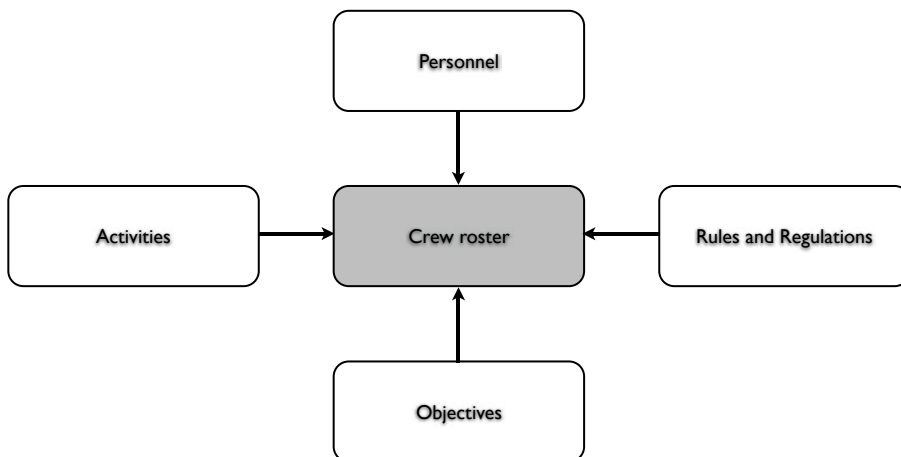 Personnel
Activities
Crew roster
Rules and Regulations
Objectives